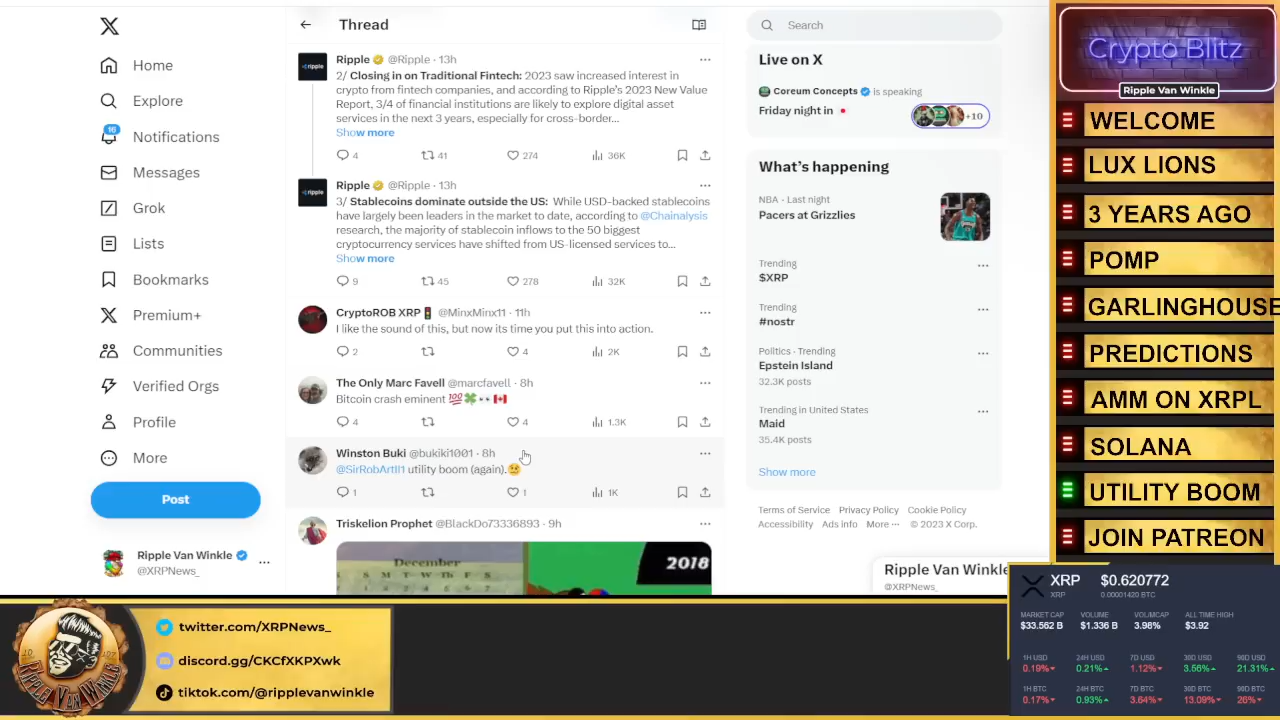 Home
Explore
16
Notifications
Messages
Grok
Lists
Bookmarks
Premium+
Communities
Verified Orgs
Profile
More
Post
Ripple Van Winkle
@XRPNews_
Thread
Ripple @Ripple · 13h
2/ Closing in on Traditional Fintech: 2023 saw increased interest in
crypto from fintech companies, and according to Ripple's 2023 New Value
Report, 3/4 of financial institutions are likely to explore digital asset
services in the next 3 years, especially for cross-border...
Show more
4 41 274 36K
Ripple @Ripple · 13h
3/ Stablecoins dominate outside the US: While USD-backed stablecoins
have largely been leaders in the market to date, according to @Chainalysis
research, the majority of stablecoin inflows to the 50 biggest
cryptocurrency services have shifted from US-licensed services to...
Show more
9 45 278 32K
CryptoROB XRP @MinxMinx11 · 11h
I like the sound of this, but now its time you put this into action.
2 4 2K
The Only Marc Favell @marcfavell · 8h
Bitcoin crash eminent 💯🍀👀🇨🇦
4 4 1.3K
Winston Buki @bukiki1001 · 8h
@SirRobArtII1 utility boom (again).
1 1 1K
Triskelion Prophet @BlackDo73336893 · 9h
December
S M T W Th F S
2018
Search
Live on X
Coreum Concepts is speaking
Friday night in
+10
What's happening
NBA · Last night
Pacers at Grizzlies
Trending
$XRP
Trending
#nostr
Politics · Trending
Epstein Island
32.3K posts
Trending in United States
Maid
35.4K posts
Show more
Terms of Service Privacy Policy Cookie Policy
Accessibility Ads info More ··· © 2023 X Corp.
Ripple Van Winkle
@XRPNews_
Crypto Blitz
Ripple Van Winkle
WELCOME
LUX LIONS
3 YEARS AGO
POMP
GARLINGHOUSE
PREDICTIONS
AMM ON XRPL
SOLANA
UTILITY BOOM
JOIN PATREON
XRP $0.620772
XRP 0.00001420 BTC
MARKET CAP VOLUME VOL/MCAP ALL TIME HIGH
$33.562 B $1.336 B 3.98% $3.92
1H USD 24H USD 7D USD 30D USD 90D USD
0.19% 0.21% 1.12% 3.56% 21.31%
1H BTC 24H BTC 7D BTC 30D BTC 90D BTC
0.17% 0.93% 3.64% 13.09% 26%
RIPPLE VAN WINKLE
twitter.com/XRPNews_
discord.gg/CKCfXKPXwk
tiktok.com/@ripplevanwinkle